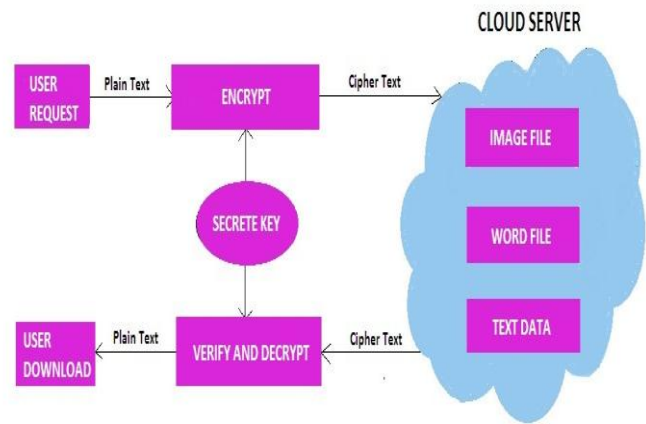 CLOUD SERVER
USER
REQUEST
Plain Text
ENCRYPT
Cipher Text
IMAGE FILE
SECRETE KEY
WORD FILE
TEXT DATA
USER
DOWNLOAD
Plain Text
VERIFY AND DECRYPT
Cipher Text